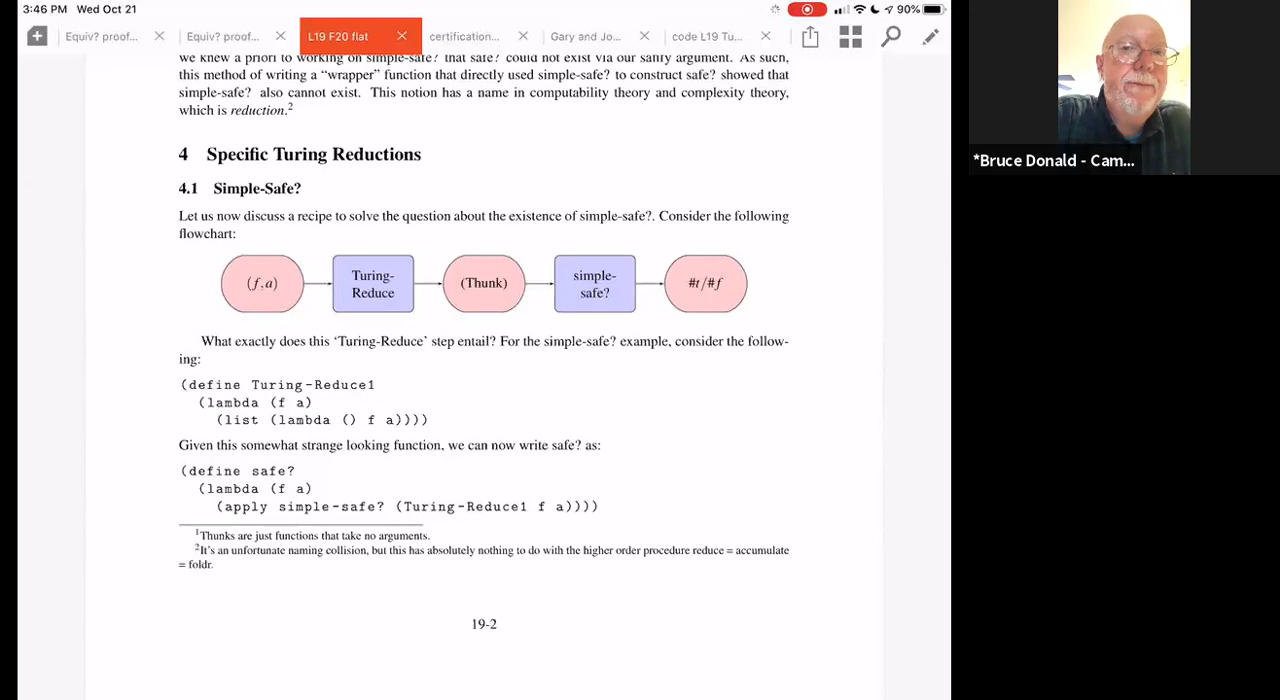 3:46 PM Wed Oct 21
90%
Equiv? proof...
Equiv? proof...
L19 F20 flat
certification...
Gary and Jo...
code L19 Tu...
we knew a priori to working on simple-safe? that safe? could not exist via our sanity argument. As such,
this method of writing a “wrapper” function that directly used simple-safe? to construct safe? showed that
simple-safe? also cannot exist. This notion has a name in computability theory and complexity theory,
which is reduction.2
4 Specific Turing Reductions
4.1 Simple-Safe?
Let us now discuss a recipe to solve the question about the existence of simple-safe?. Consider the following
flowchart:
(f,a)
Turing-
Reduce
(Thunk)
simple-
safe?
#t/#f
What exactly does this ‘Turing-Reduce’ step entail? For the simple-safe? example, consider the follow-
ing:
(define Turing-Reduce1
(lambda (f a)
(list (lambda () f a))))
Given this somewhat strange looking function, we can now write safe? as:
(define safe?
(lambda (f a)
(apply simple-safe? (Turing-Reduce1 f a))))
1Thunks are just functions that take no arguments.
2It’s an unfortunate naming collision, but this has absolutely nothing to do with the higher order procedure reduce = accumulate
= foldr.
19-2
*Bruce Donald - Cam...